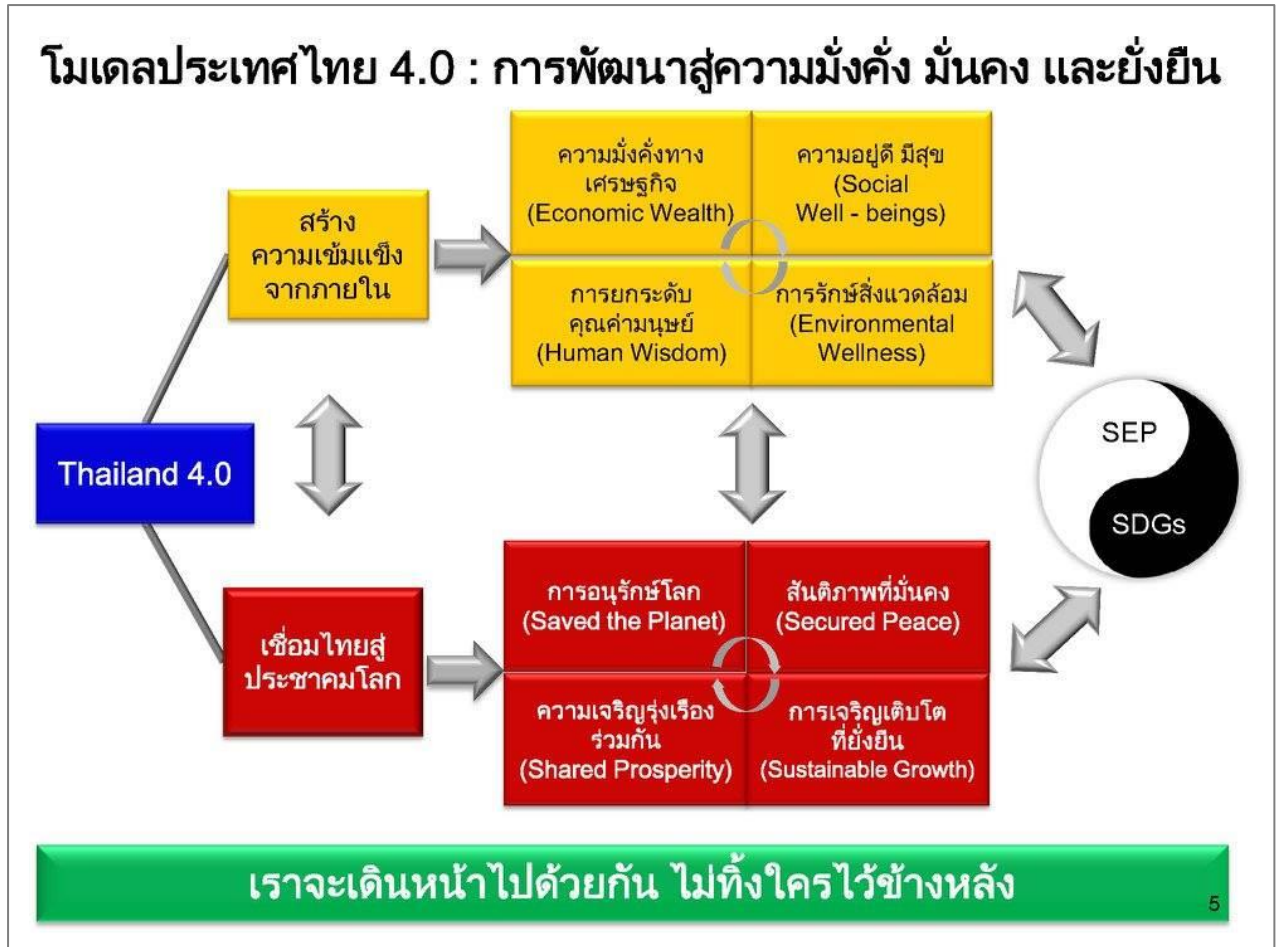 โมเดลประเทศไทย 4.0 : การพัฒนาสู่ความมั่งคั่ง มั่นคง และยั่งยืน
ความมั่งคั่งทาง
เศรษฐกิจ
(Economic Wealth)
ความอยู่ดี มีสุข
(Social
Well - beings)
สร้าง
ความเข้มแข็ง
จากภายใน
การยกระดับ
คุณค่ามนุษย์
(Human Wisdom)
การรักษ์สิ่งแวดล้อม
(Environmental
Wellness)
Thailand 4.0
SEP
SDGs
เชื่อมไทยสู่
ประชาคมโลก
การอนุรักษ์โลก
(Saved the Planet)
สันติภาพที่มั่นคง
(Secured Peace)
ความเจริญรุ่งเรือง
ร่วมกัน
(Shared Prosperity)
การเจริญเติบโต
ที่ยั่งยืน
(Sustainable Growth)
เราจะเดินหน้าไปด้วยกัน ไม่ทิ้งใครไว้ข้างหลัง
5